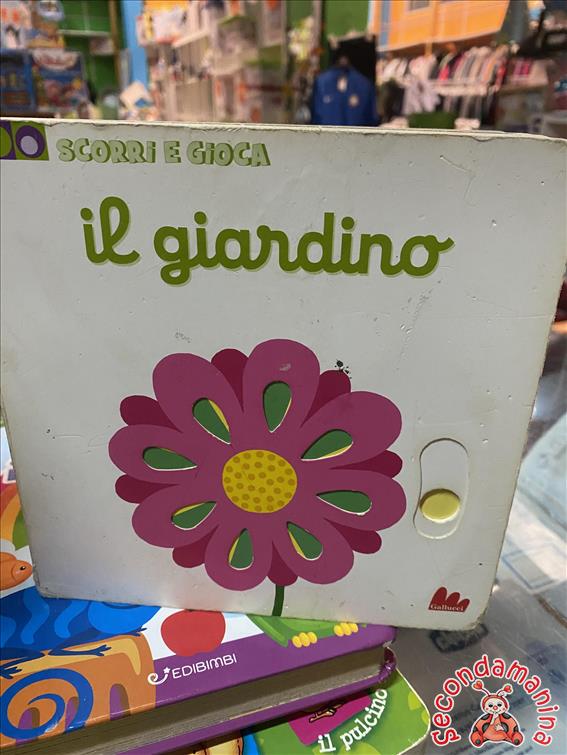 SCORRI E GIOCA
il giardino
Gallucci
EDIBIMBI
il pulcino
secondamanina